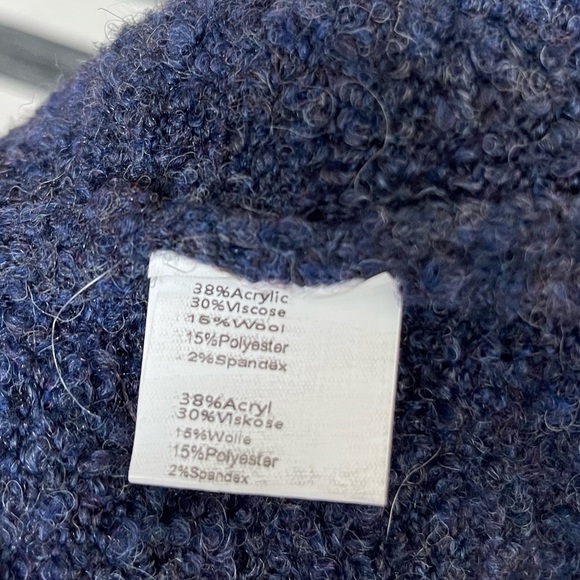 38%Acrylic
30%Viscose
15%Wool
15%Polyester
2%Spandex
38%Acryl
30%Viskose
15%Wolle
15%Polyester
2%Spandex